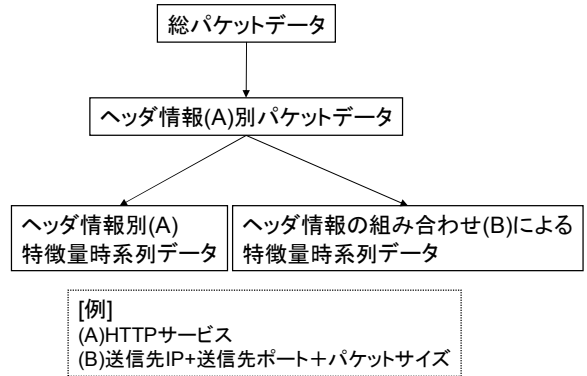 総パケットデータ
ヘッダ情報(A)別パケットデータ
ヘッダ情報別(A)
特徴量時系列データ
ヘッダ情報の組み合わせ(B)による
特徴量時系列データ
[例]
(A)HTTPサービス
(B)送信先IP+送信先ポート＋パケットサイズ